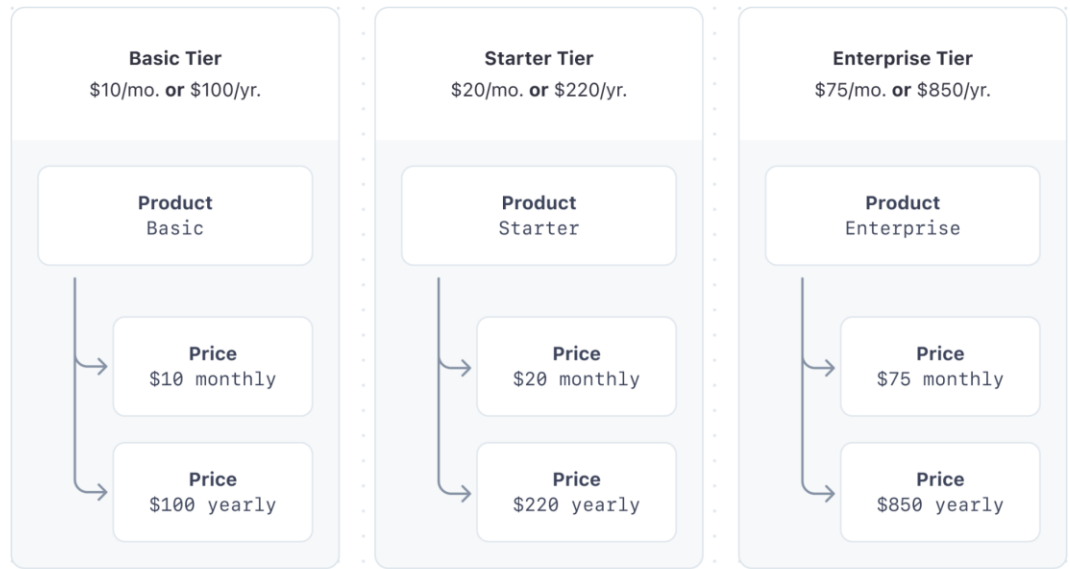 Basic Tier
$10/mo. or $100/yr.
Product
Basic
Price
$10 monthly
Price
$100 yearly
Starter Tier
$20/mo. or $220/yr.
Product
Starter
Price
$20 monthly
Price
$220 yearly
Enterprise Tier
$75/mo. or $850/yr.
Product
Enterprise
Price
$75 monthly
Price
$850 yearly